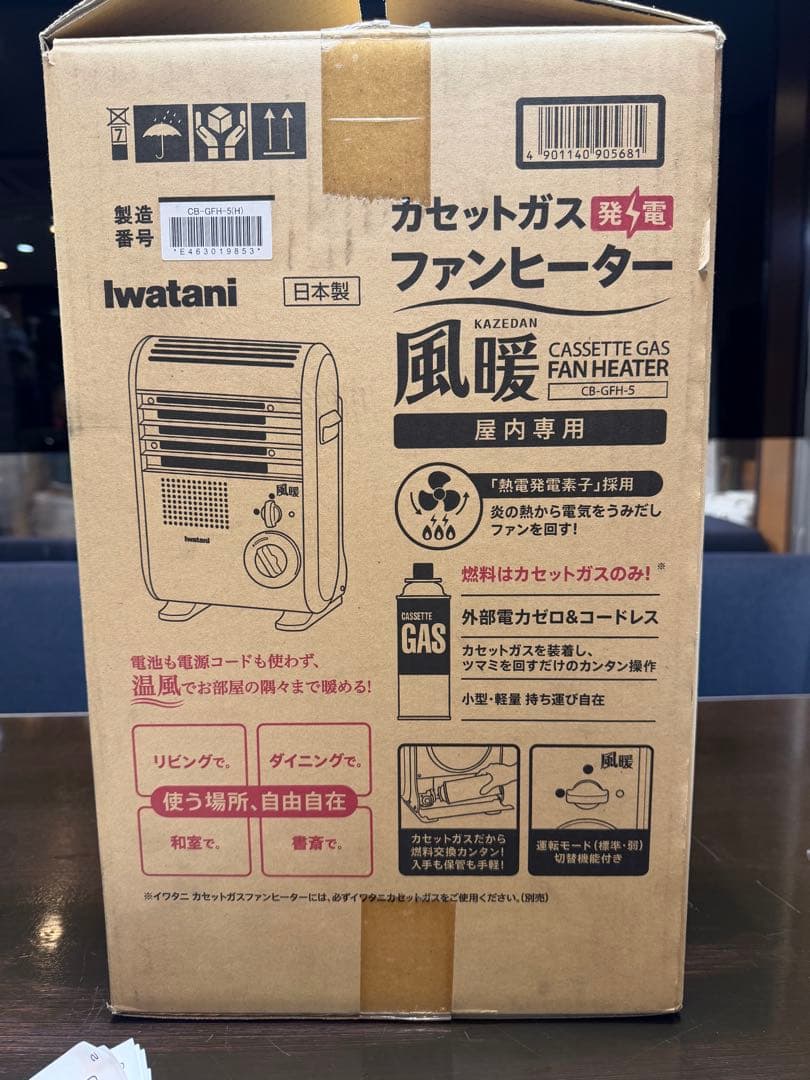 7
4 901140 905681
製造
番号
CB-GFH-5(H)
*E463019853*
カセットガス 発電
ファンヒーター
Iwatani
日本製
KAZEDAN
風暖
CASSETTE GAS
FAN HEATER
CB-GFH-5
屋内専用
「熱電発電素子」採用
炎の熱から電気をうみだし
ファンを回す!
風暖
Iwatani
燃料はカセットガスのみ!※
CASSETTE
GAS
外部電力ゼロ&コードレス
カセットガスを装着し、
ツマミを回すだけのカンタン操作
小型・軽量 持ち運び自在
電池も電源コードも使わず、
温風でお部屋の隅々まで暖める!
リビングで。
ダイニングで。
使う場所、自由自在
和室で。
書斎で。
カセットガスだから
燃料交換カンタン!
入手も保管も手軽!
風暖
運転モード(標準・弱)
切替機能付き
※イワタニ カセットガスファンヒーターには、必ずイワタニカセットガスをご使用ください。(別売)